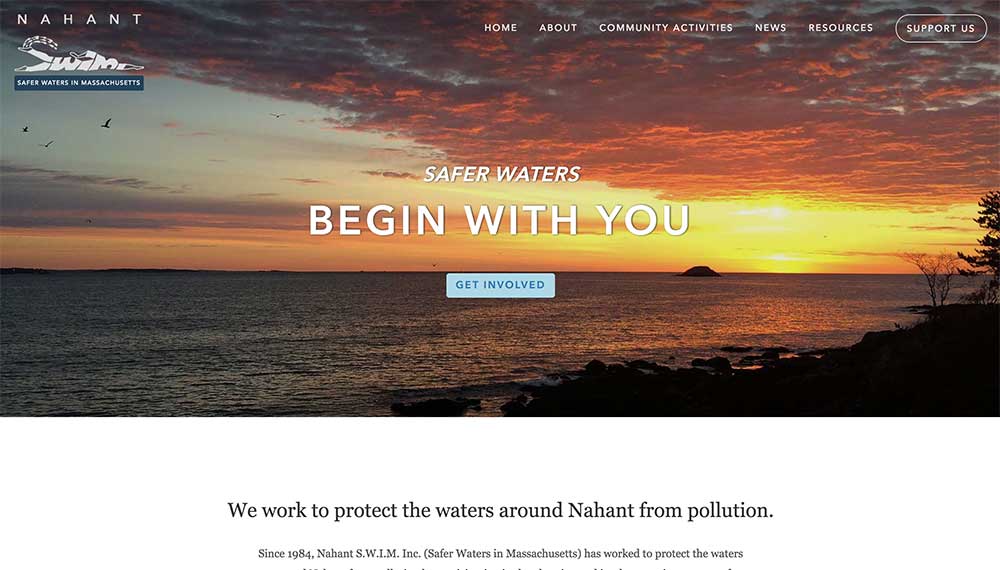 NAHANT
Swim
SAFER WATERS IN MASSACHUSETTS
HOME ABOUT COMMUNITY ACTIVITIES NEWS RESOURCES SUPPORT US
SAFER WATERS
BEGIN WITH YOU
GET INVOLVED
We work to protect the waters around Nahant from pollution.
Since 1984, Nahant S.W.I.M. Inc. (Safer Waters in Massachusetts) has worked to protect the waters